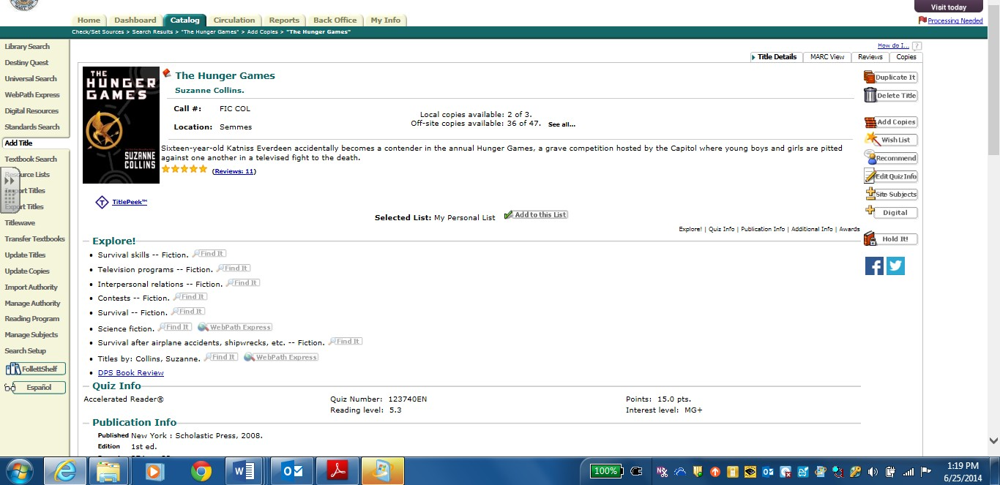 Visit today
Home Dashboard Catalog Circulation Reports Back Office My Info
Processing Needed
Check/Set Sources > Search Results > "The Hunger Games" > Add Copies > "The Hunger Games"
How do I... ?
Title Details MARC View Reviews Copies
Library Search
Destiny Quest
Universal Search
WebPath Express
Digital Resources
Standards Search
Add Title
Textbook Search
source Lists
ort Titles
ort Titles
Titlewave
Transfer Textbooks
Update Titles
Update Copies
Import Authority
Manage Authority
Reading Program
Manage Subjects
Search Setup
FollettShelf
Español
THE
HUNGER
GAMES
SUZANNE
COLLINS
The Hunger Games
Suzanne Collins.
Call #: FIC COL
Location: Semmes
Local copies available: 2 of 3.
Off-site copies available: 36 of 47. See all...
Sixteen-year-old Katniss Everdeen accidentally becomes a contender in the annual Hunger Games, a grave competition hosted by the Capitol where young boys and girls are pitted
against one another in a televised fight to the death.
(Reviews: 11)
T TitlePeek™
Selected List: My Personal List Add to this List
Explore! | Quiz Info | Publication Info | Additional Info | Awards
Duplicate It
Delete Title
Add Copies
Wish List
Recommend
Edit Quiz Info
Site Subjects
Digital
Hold It!
Explore!
Survival skills -- Fiction. Find It
Television programs -- Fiction. Find It
Interpersonal relations -- Fiction. Find It
Contests -- Fiction. Find It
Survival -- Fiction. Find It
Science fiction. Find It WebPath Express
Survival after airplane accidents, shipwrecks, etc. -- Fiction. Find It
Titles by: Collins, Suzanne. Find It WebPath Express
DPS Book Review
Quiz Info
Accelerated Reader® Quiz Number: 123740EN Points: 15.0 pts.
Reading level: 5.3 Interest level: MG+
Publication Info
Published New York : Scholastic Press, 2008.
Edition 1st ed.
100%
1:19 PM
6/25/2014